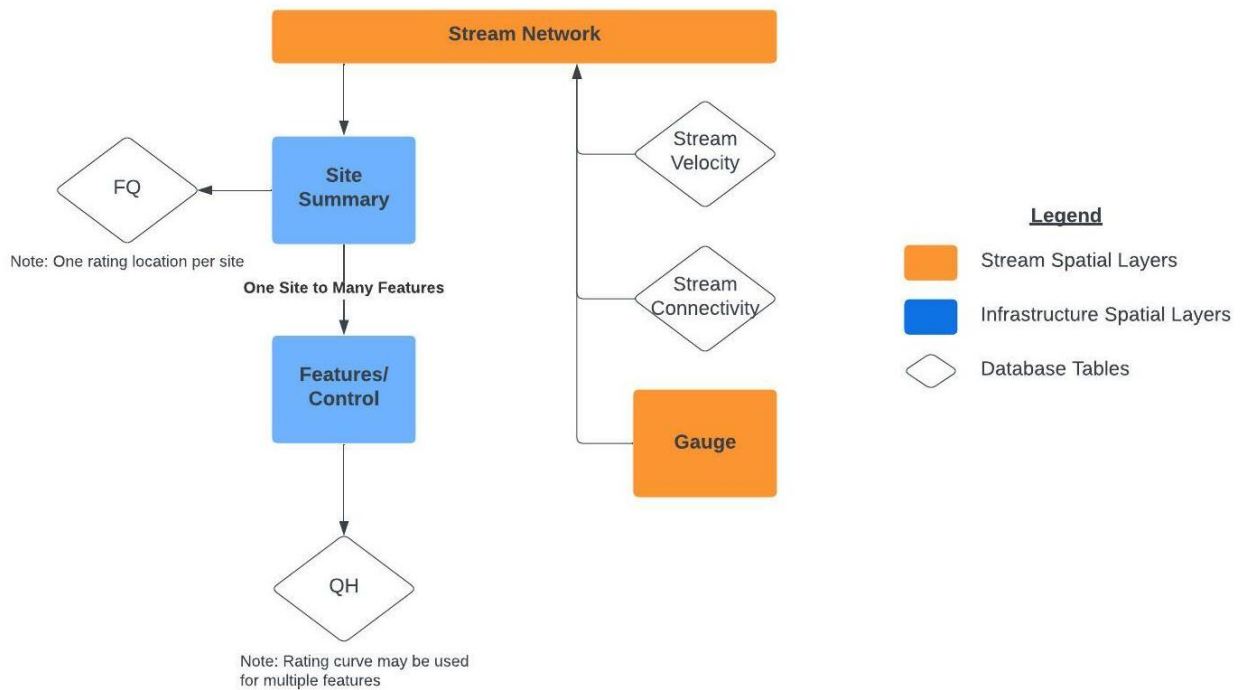 Stream Network
Stream
Velocity
Site
Summary
FQ
Note: One rating location per site
One Site to Many Features
Stream
Connectivity
Features/
Control
Gauge
QH
Note: Rating curve may be used
for multiple features
Legend
Stream Spatial Layers
Infrastructure Spatial Layers
Database Tables